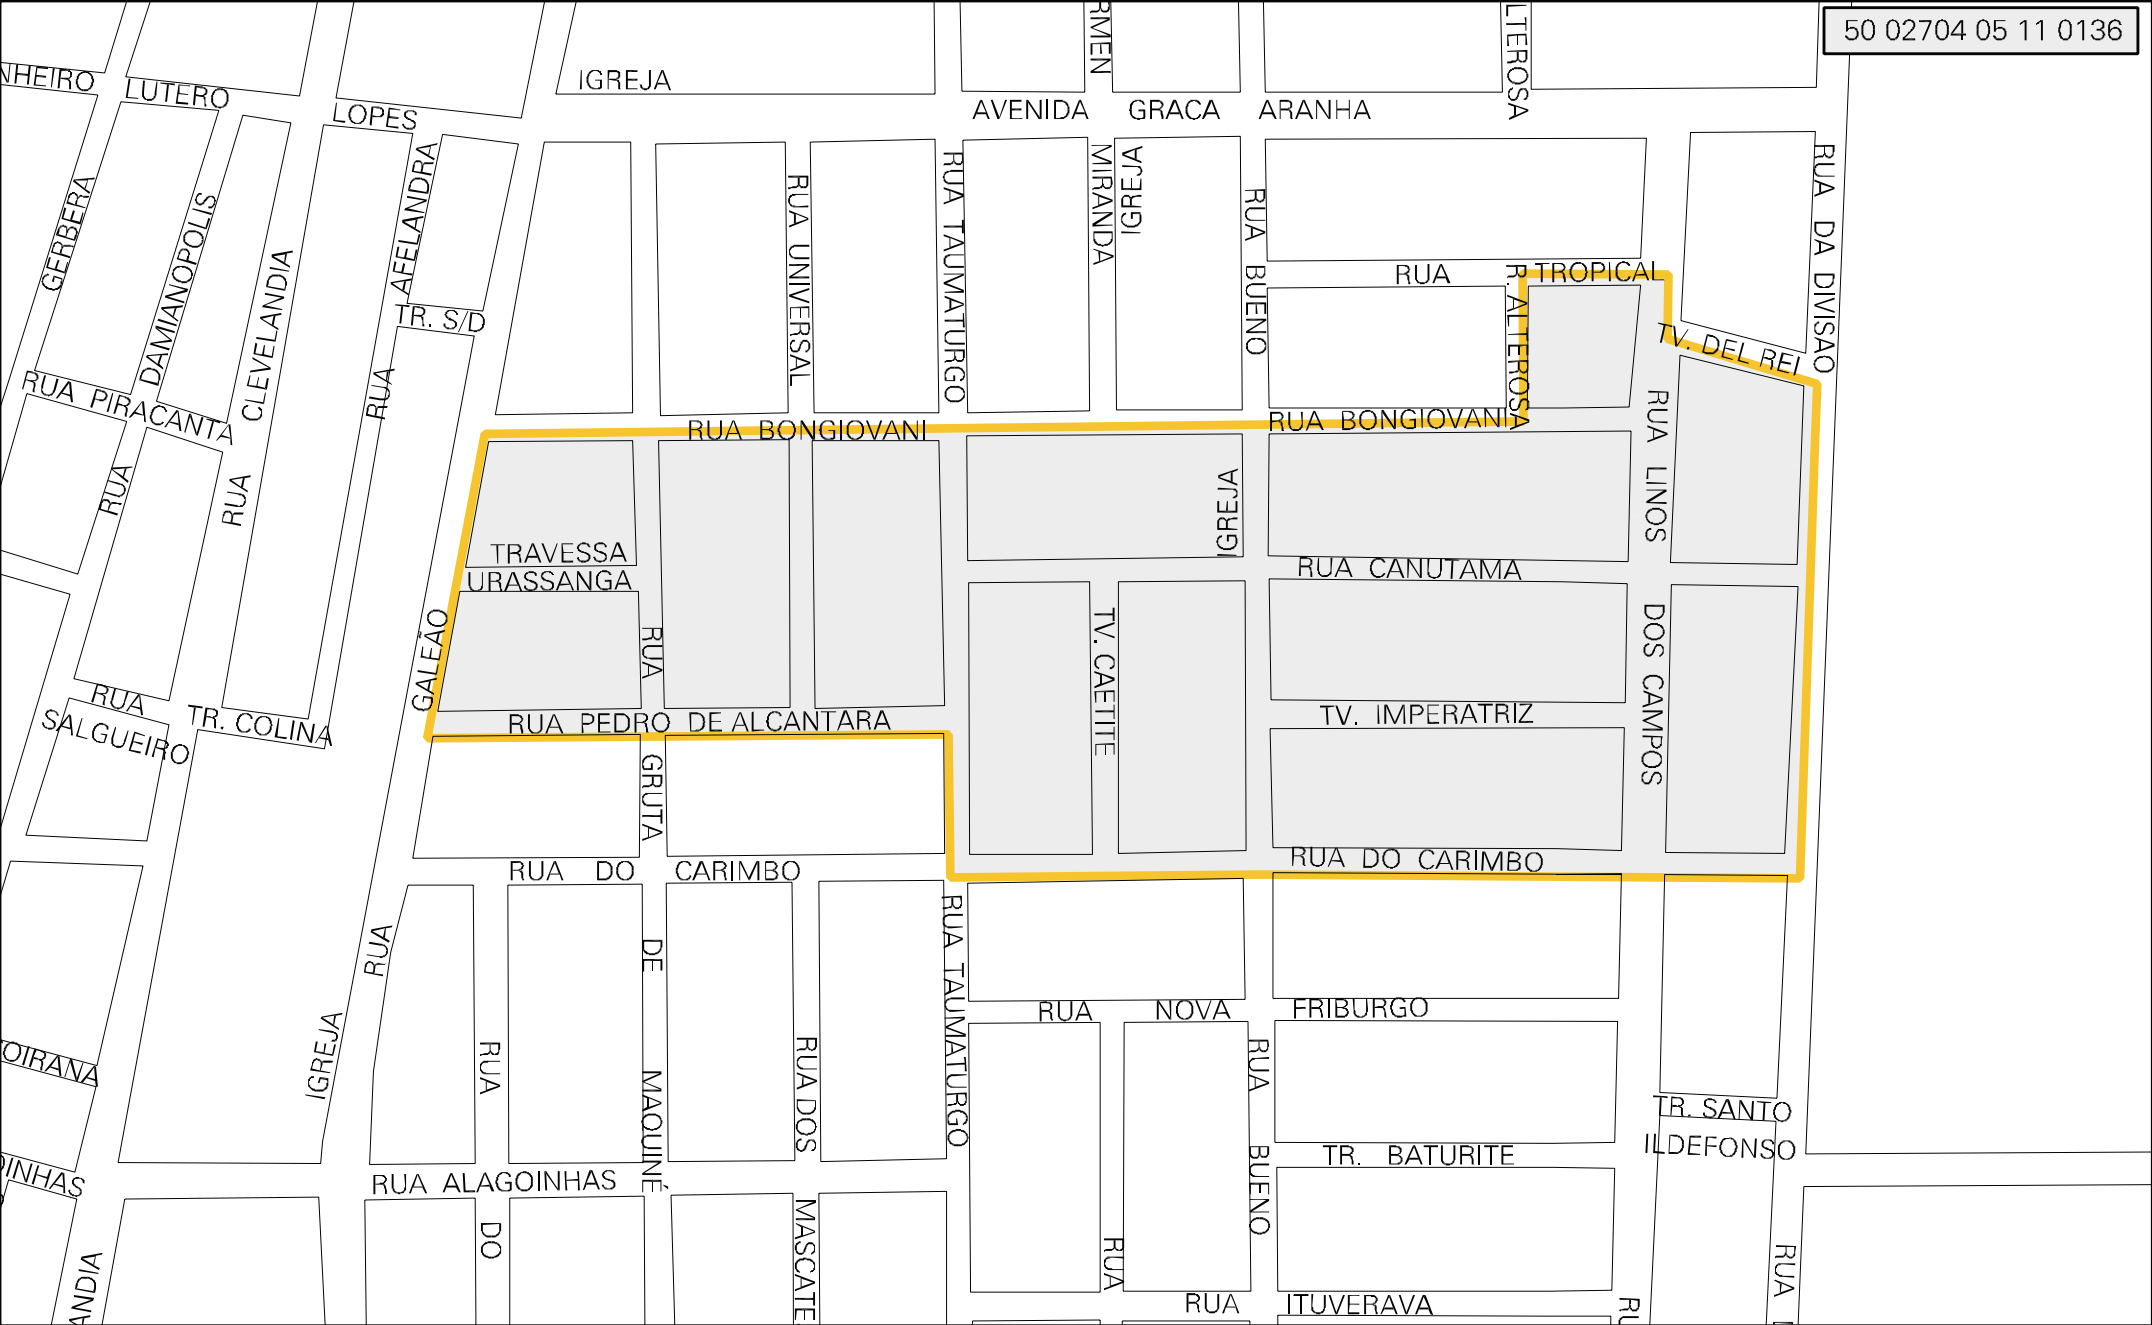 50 02704 05 11 0136
NHEIRO
LUTERO
LOPES
IGREJA
RMEN
LTEROSA
AVENIDA GRACA ARANHA
GERBERA
DAMIANOPOLIS
CLEVELANDIA
AFELANDRA
RUA UNIVERSAL
RUA TAUMATURGO
MIRANDA
IGREJA
RUA BUENO
RUA TROPICAL
R. ALTEROSA
RUA DA DIVISAO
TR. S/D
TV. DEL REI
RUA PIRACANTA
RUA
RUA
RUA
RUA BONGIOVANI
RUA BONGIOVANI
RUA LINOS
DOS CAMPOS
IGREJA
TRAVESSA
URASSANGA
RUA CANUTAMA
GALEÃO
RUA
TV. CAETITE
RUA
SALGUEIRO
TR. COLINA
RUA PEDRO DE ALCANTARA
TV. IMPERATRIZ
GRUTA
RUA DO CARIMBO
RUA DO CARIMBO
RUA
DE
RUA TAUMATURGO
RUA NOVA FRIBURGO
OIRANA
IGREJA
RUA
MAQUINÉ
RUA DOS
RUA
BUENO
TR. SANTO
ILDEFONSO
TR. BATURITE
INHAS
RUA ALAGOINHAS
DO
MASCATE
ANDIA
RUA
RUA ITUVERAVA
RU
RUA